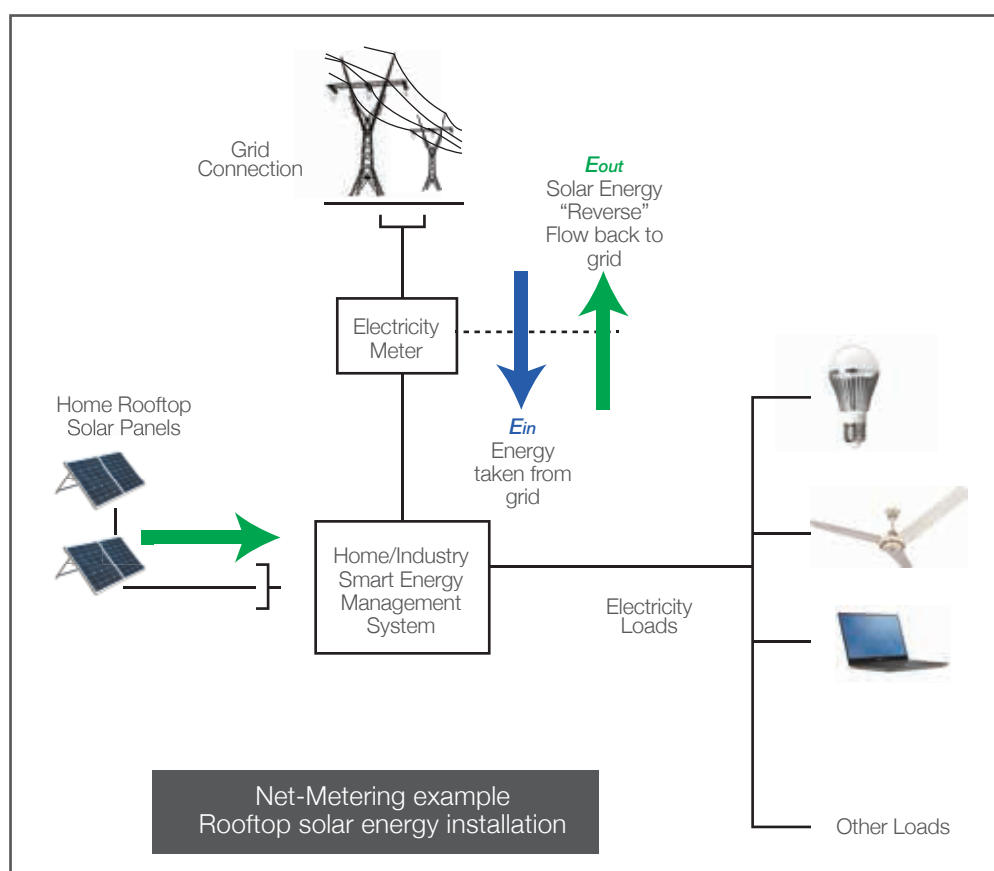 Grid
Connection
Eout
Solar Energy
“Reverse”
Flow back to
grid
Electricity
Meter
Home Rooftop
Solar Panels
Ein
Energy
taken from
grid
Home/Industry
Smart Energy
Management
System
Electricity
Loads
Other Loads
Net-Metering example
Rooftop solar energy installation